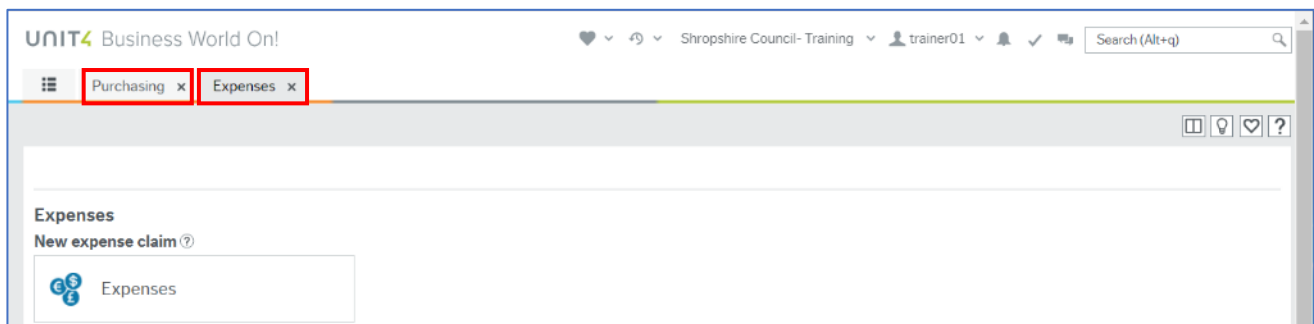 UNIT4 Business World On! Shropshire Council- Training trainer01 Search (Alt+q)
Purchasing x Expenses x
?
Expenses
New expense claim ?
€ $ £ Expenses